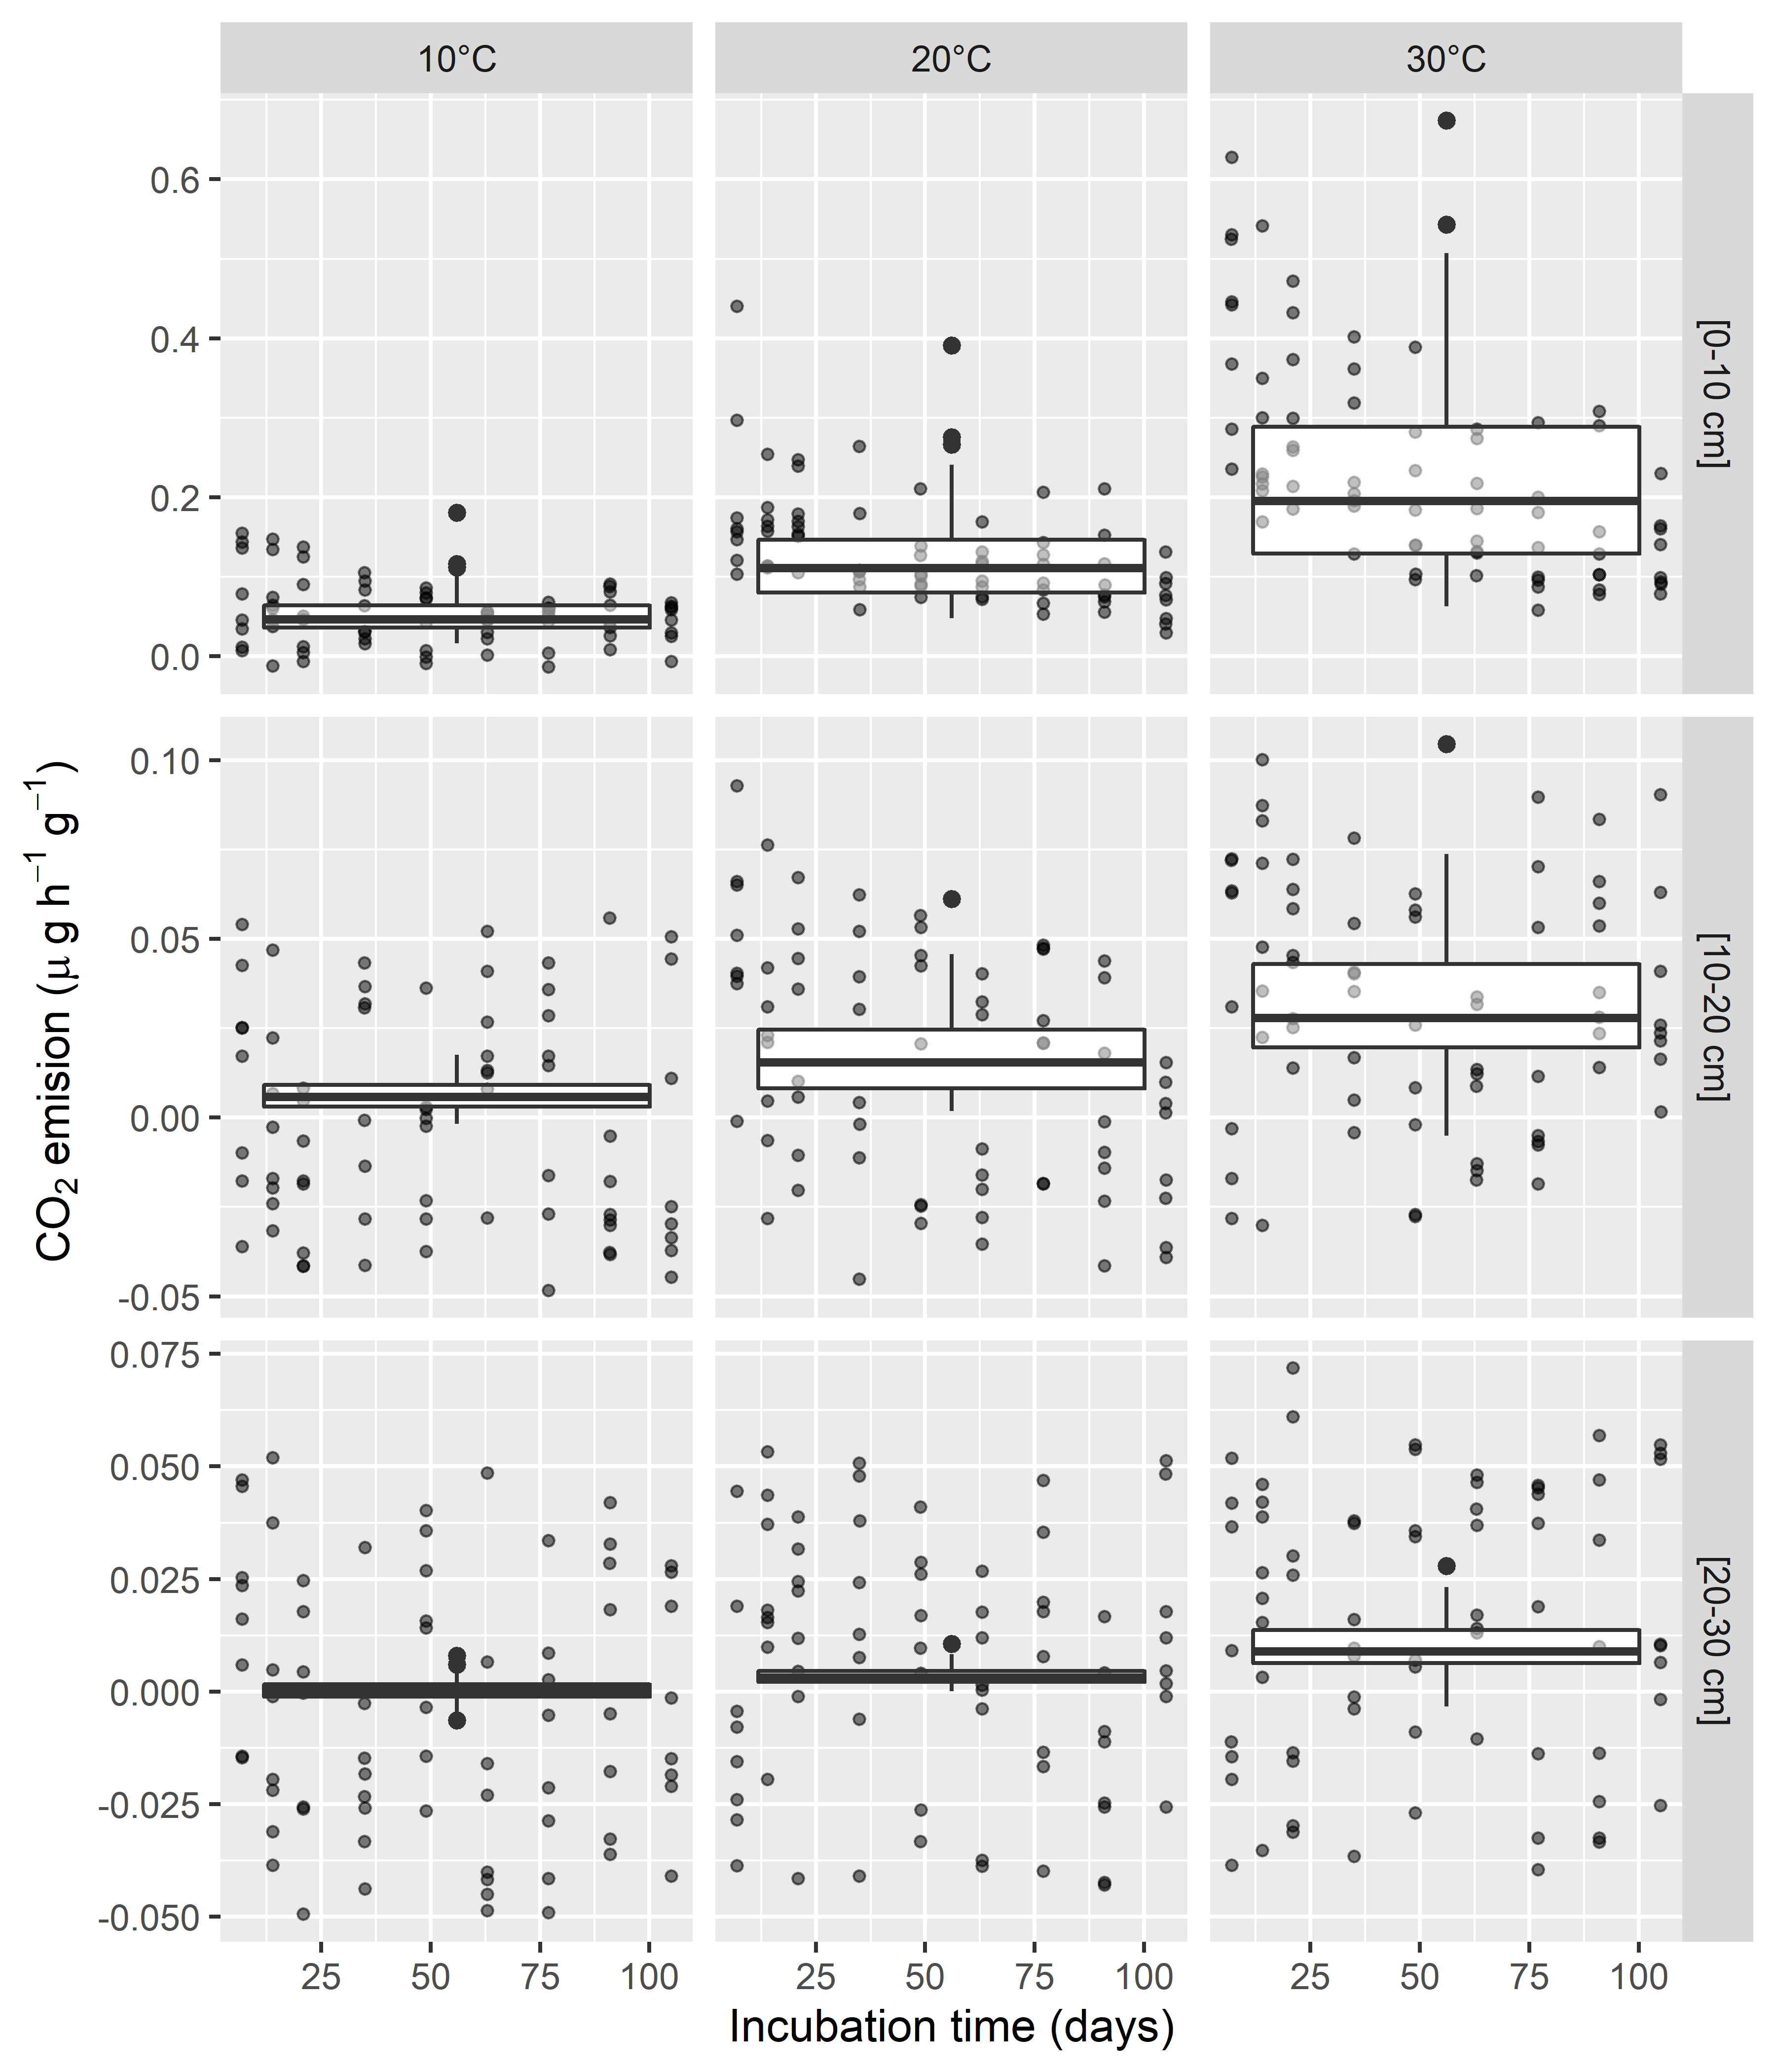 10°C 20°C 30°C
0.6
0.4
0.2
0.0
[0-10 cm]
0.10
0.05
0.00
-0.05
[10-20 cm]
0.075
0.050
0.025
0.000
-0.025
-0.050
[20-30 cm]
CO₂ emision (μ g h⁻¹ g⁻¹)
25 50 75 100 25 50 75 100 25 50 75 100
Incubation time (days)